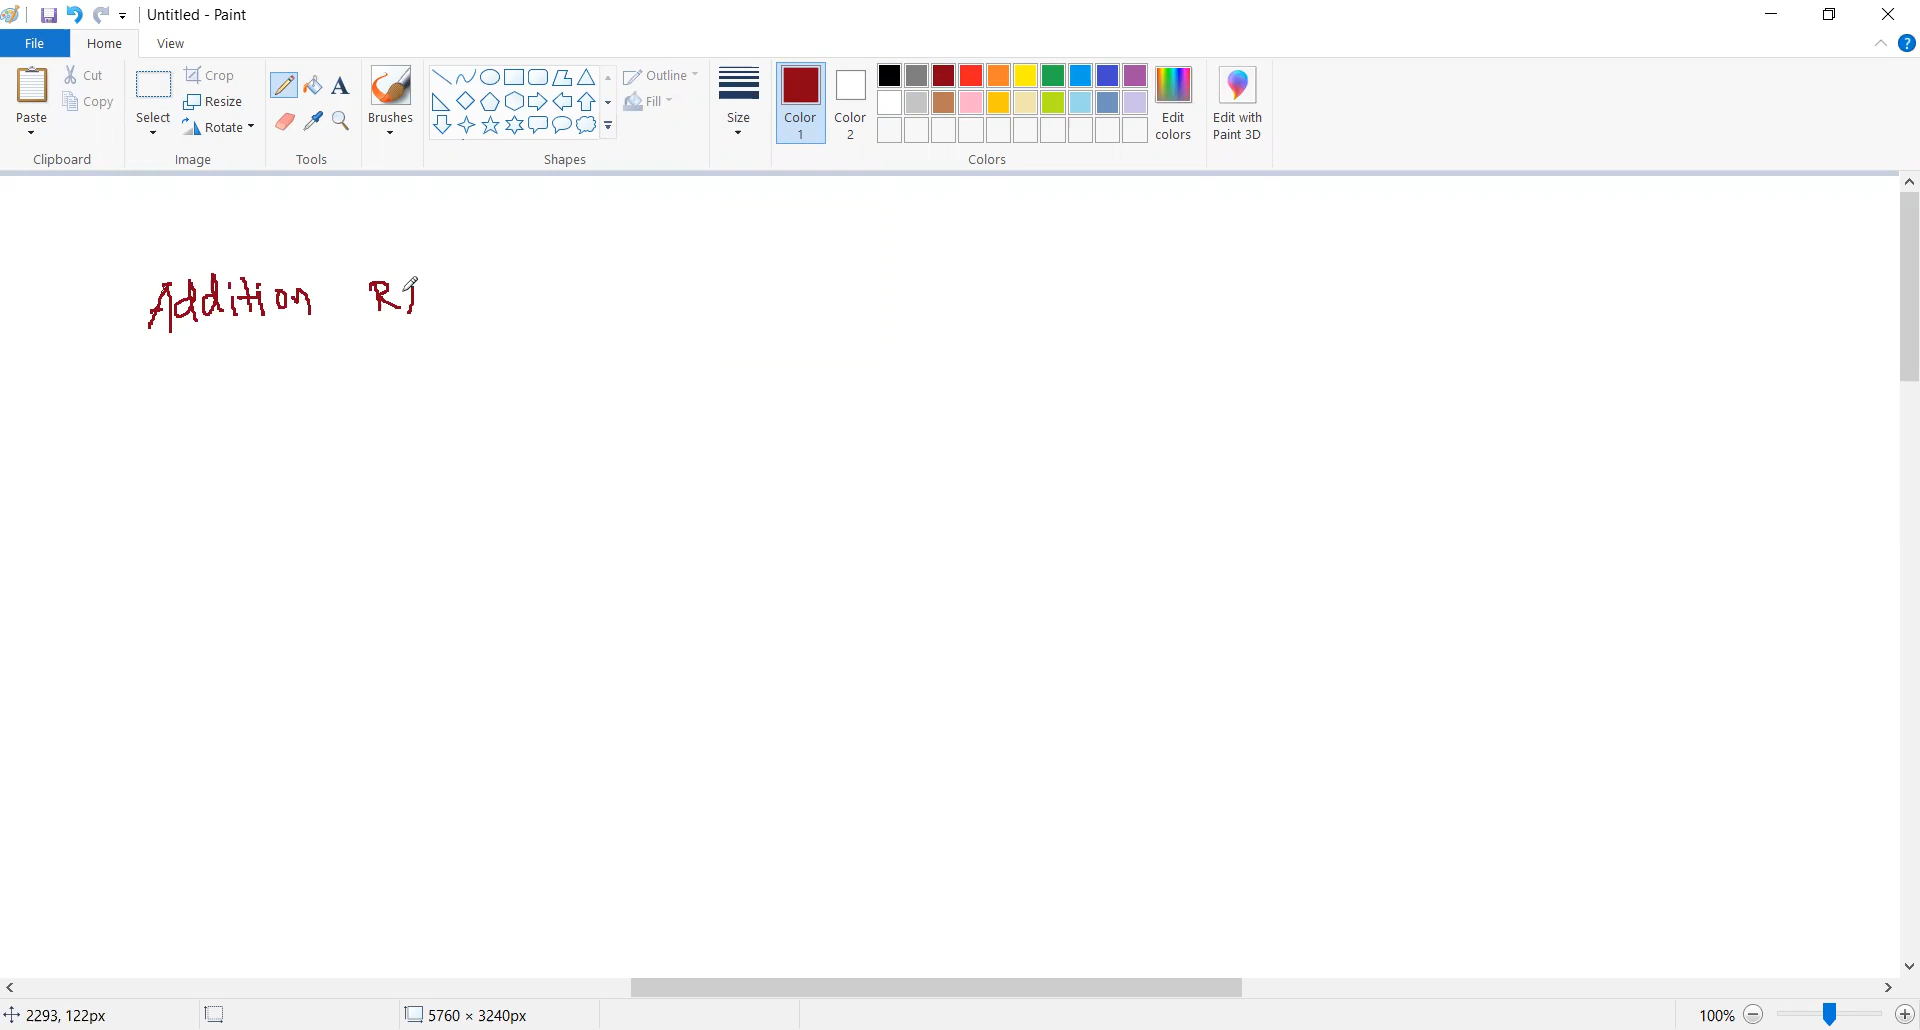 Untitled - Paint
File Home View
Paste Cut Copy Clipboard
Select Crop Resize Rotate Image
Tools
Brushes
Outline Fill Shapes
Size
Color 1 Color 2 Edit colors Colors
Edit with Paint 3D
Addition
2293, 122px 5760 × 3240px 100%